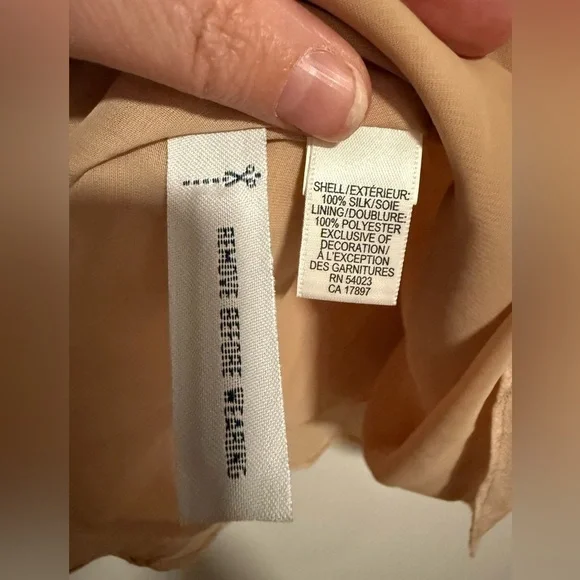 REMOVE BEFORE WEARING
SHELL/EXTÉRIEUR:
100% SILK/SOIE
LINING/DOUBLURE:
100% POLYESTER
EXCLUSIVE OF
DECORATION/
À L'EXCEPTION
DES GARNITURES
RN 54023
CA 17897